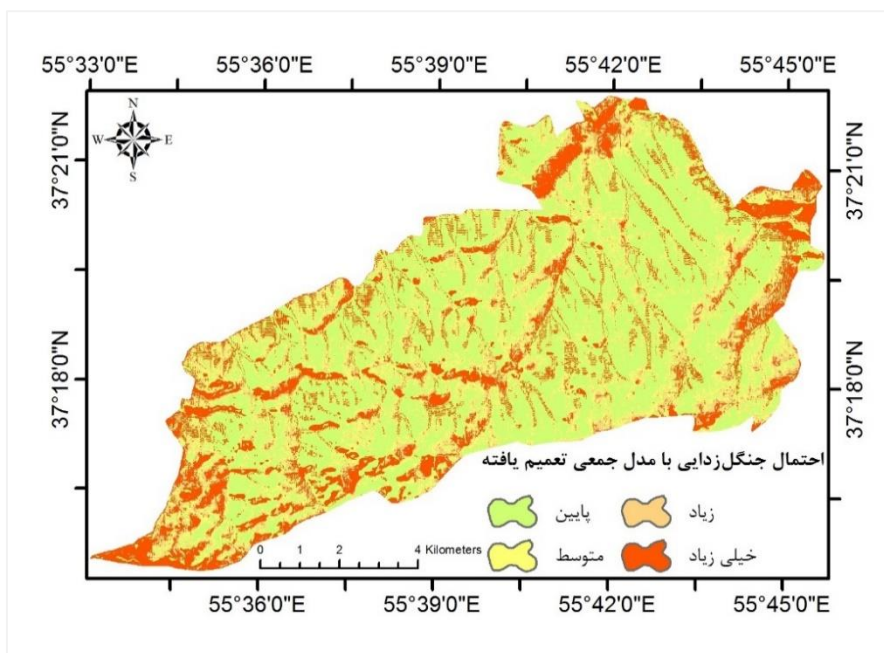 55°33'0"E 55°36'0"E 55°39'0"E 55°42'0"E 55°45'0"E
N
W E
S
37°21'0"N 37°21'0"N
37°18'0"N 37°18'0"N
احتمال جنگل‌زدایی با مدل جمعی تعمیم یافته
پایین زیاد
متوسط خیلی زیاد
0 1 2 4 Kilometers
55°36'0"E 55°39'0"E 55°42'0"E 55°45'0"E